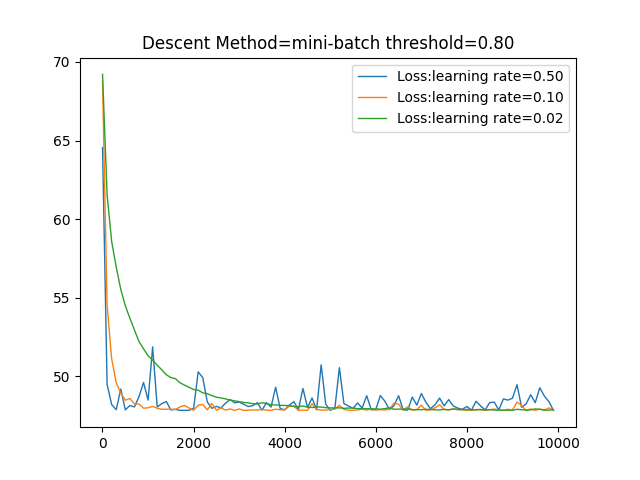 Descent Method=mini-batch threshold=0.80
Loss:learning rate=0.50
Loss:learning rate=0.10
Loss:learning rate=0.02
70
65
60
55
50
0 2000 4000 6000 8000 10000